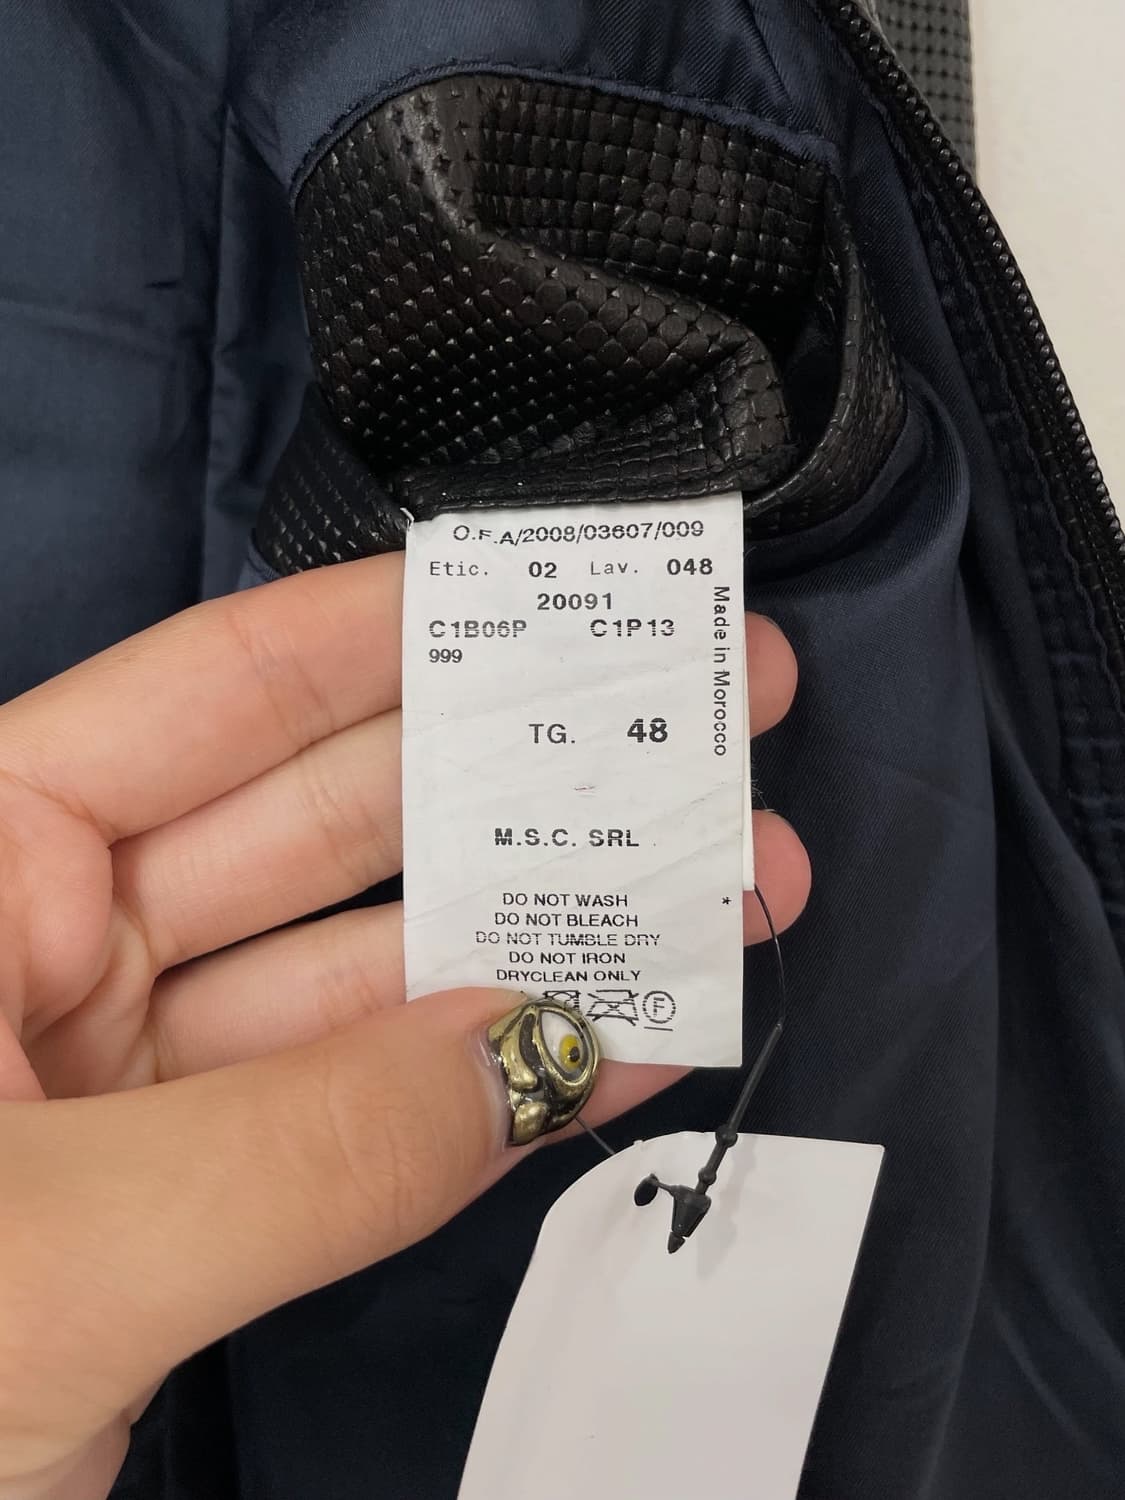 O.F.A/2008/03607/009
Etic. 02 Lav. 048
20091
C1B06P C1P13
999
Made in Morocco
TG. 48
M.S.C. SRL
DO NOT WASH *
DO NOT BLEACH
DO NOT TUMBLE DRY
DO NOT IRON
DRYCLEAN ONLY
F